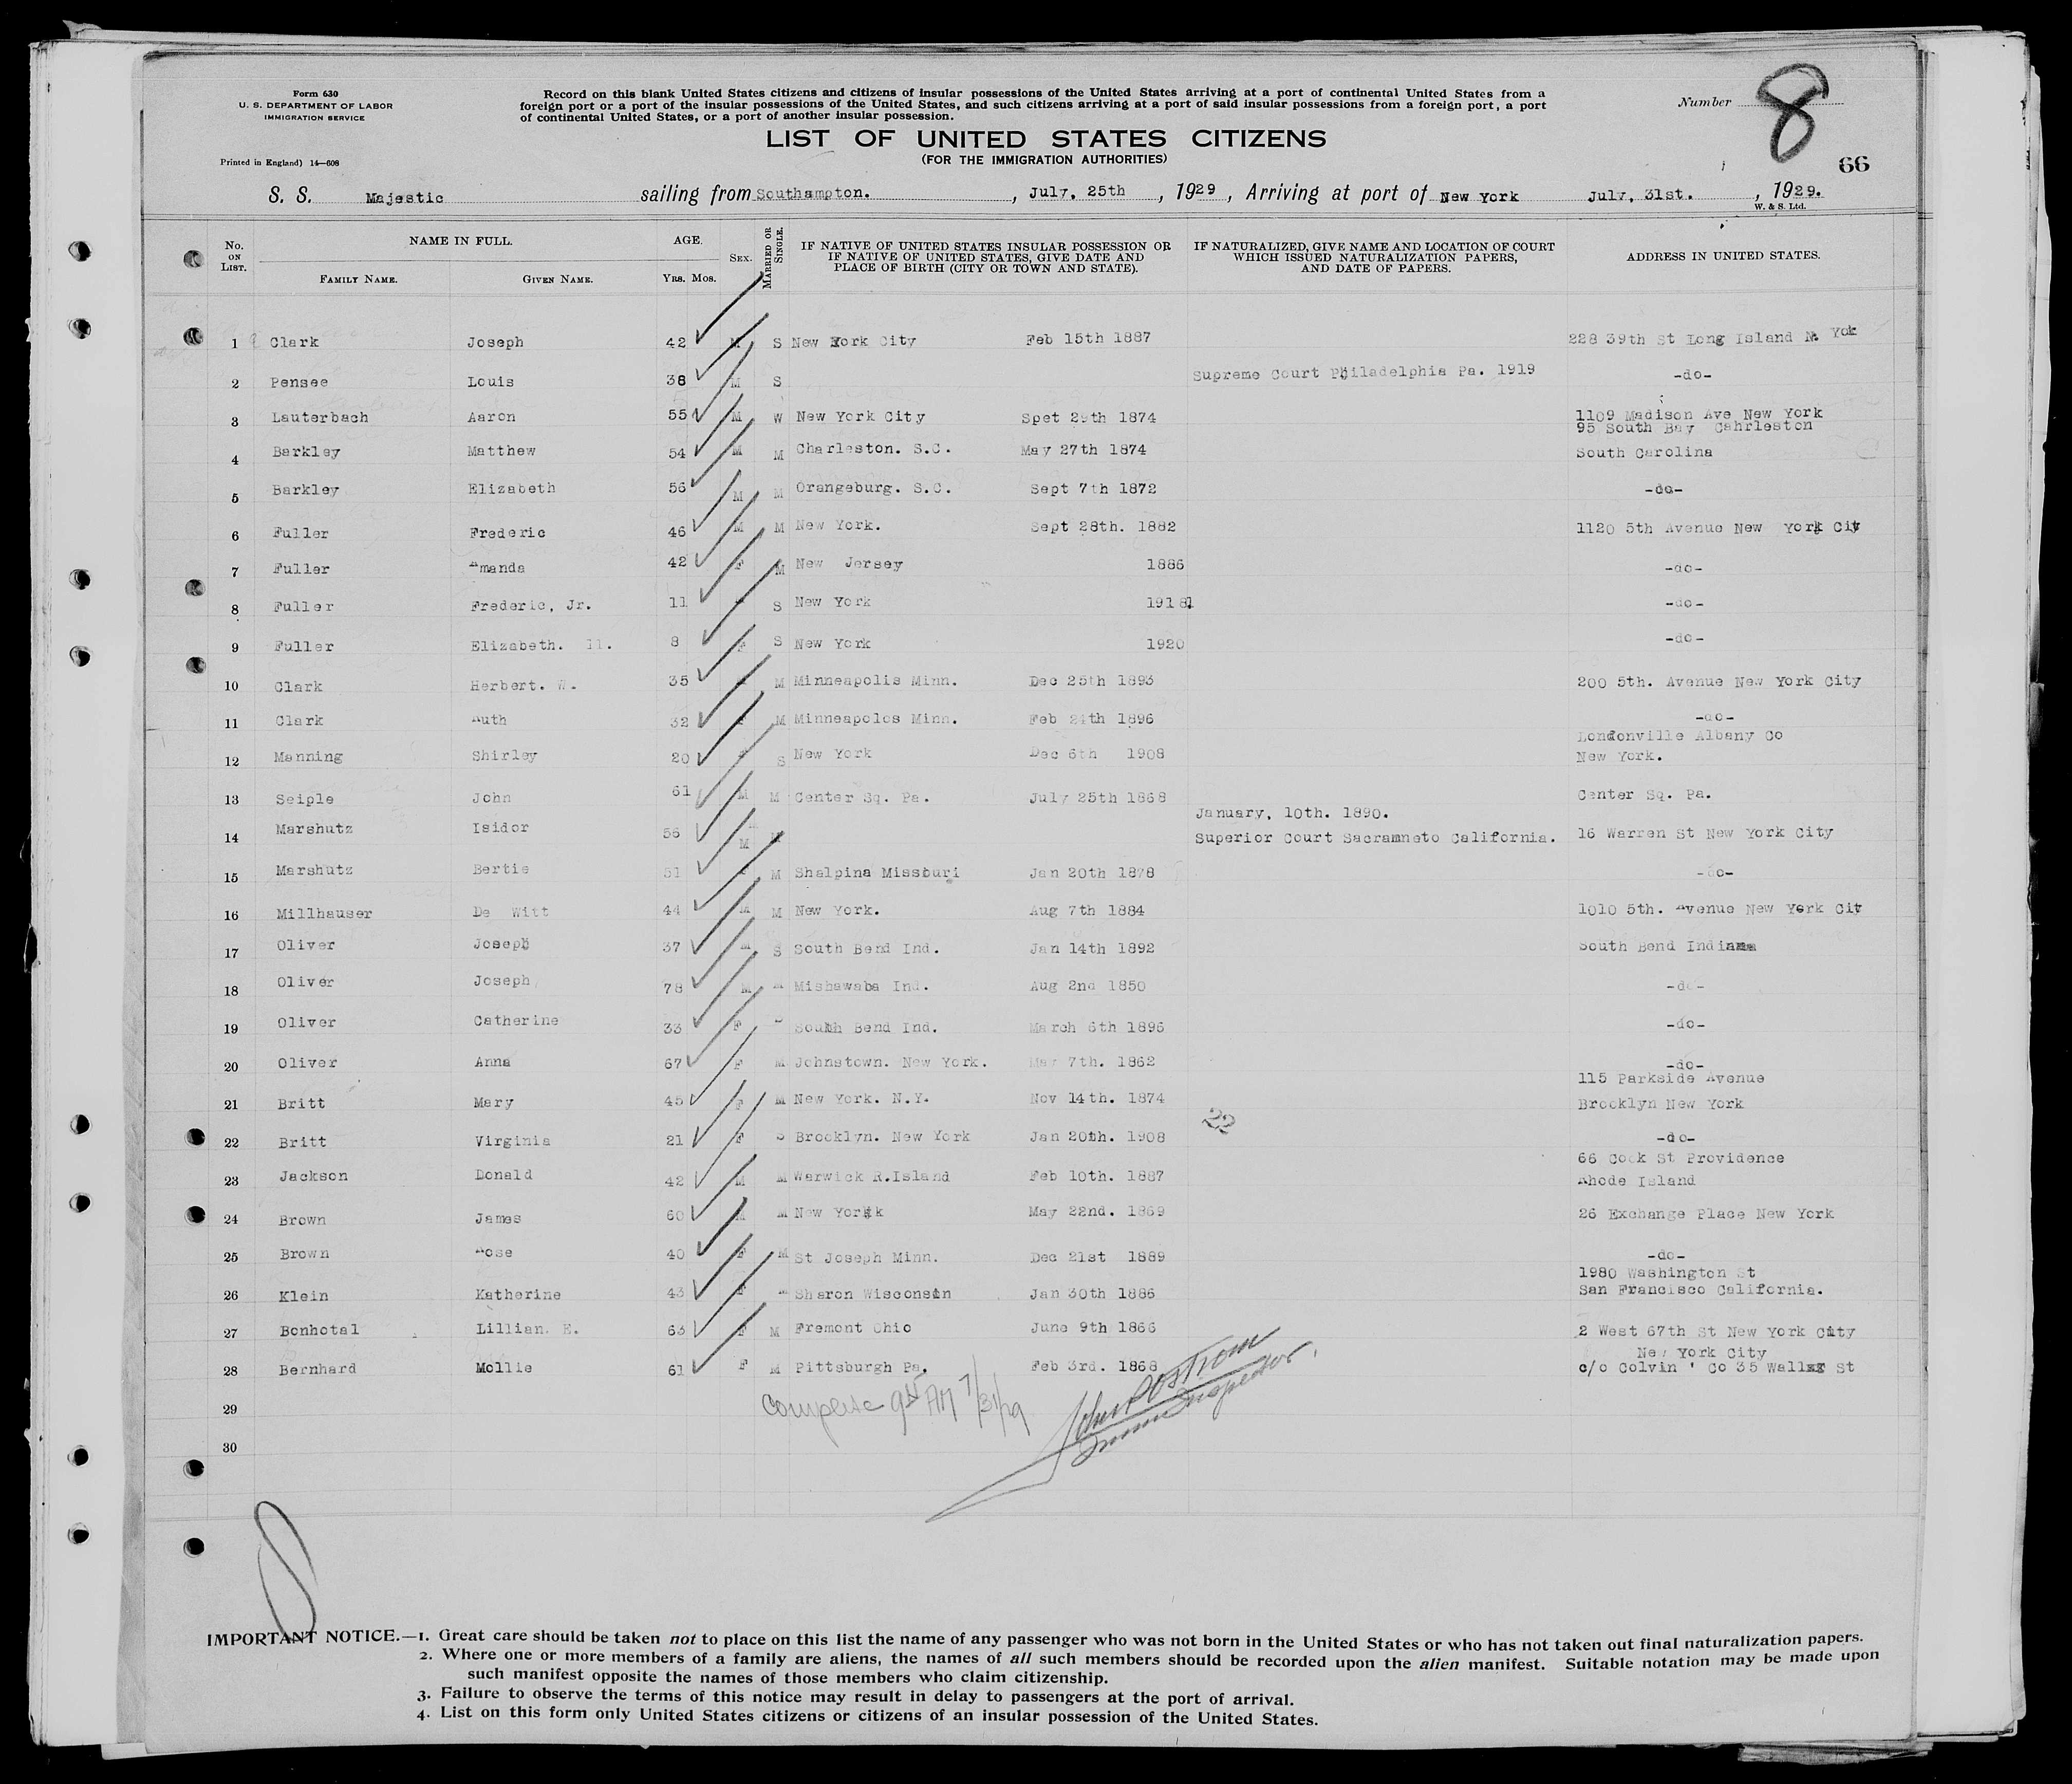 Form 630
U. S. DEPARTMENT OF LABOR
IMMIGRATION SERVICE
Printed in England) 14—608
Record on this blank United States citizens and citizens of insular possessions of the United States arriving at a port of continental United States from a
foreign port or a port of the insular possessions of the United States, and such citizens arriving at a port of said insular possessions from a foreign port, a port
of continental United States, or a port of another insular possession.
LIST OF UNITED STATES CITIZENS
(FOR THE IMMIGRATION AUTHORITIES)
Number 8
66
S. S. Majestic sailing from Southampton. , July, 25th , 1929 , Arriving at port of New York July, 31st. , 1929.
W. & S. Ltd.
No. ON LIST. NAME IN FULL. FAMILY NAME. GIVEN NAME. AGE. YRS. MOS. SEX. MARRIED OR SINGLE. IF NATIVE OF UNITED STATES INSULAR POSSESSION OR IF NATIVE OF UNITED STATES, GIVE DATE AND PLACE OF BIRTH (CITY OR TOWN AND STATE). IF NATURALIZED, GIVE NAME AND LOCATION OF COURT WHICH ISSUED NATURALIZATION PAPERS, AND DATE OF PAPERS. ADDRESS IN UNITED STATES.
1 Clark Joseph 42 M S New York City Feb 15th 1887 228 39th St Long Island N. Yok
2 Pensee Louis 38 M S Supreme Court Philadelphia Pa. 1919 -do-
3 Lauterbach Aaron 55 M W New York City Spet 29th 1874 1109 Madison Ave New York
95 South Bay Cahrleston
4 Barkley Matthew 54 M M Charleston. S.C. May 27th 1874 South Carolina
5 Barkley Elizabeth 56 M M Orangeburg. S.C. Sept 7th 1872 -do-
6 Fuller Frederic 46 M M New York. Sept 28th. 1882 1120 5th Avenue New York Cit
7 Fuller Amanda 42 F M New Jersey 1886 -do-
8 Fuller Frederic, Jr. 11 S New York 1918 -do-
9 Fuller Elizabeth. 8 F S New York 1920 -do-
10 Clark Herbert. W. 35 M Minneapolis Minn. Dec 25th 1893 200 5th. Avenue New York City
11 Clark Ruth 32 F M Minneapolos Minn. Feb 24th 1896 -do-
Londonville Albany Co
12 Manning Shirley 20 S New York Dec 6th 1908 New York.
13 Seiple John 61 M M Center Sq. Pa. July 25th 1868 Center Sq. Pa.
January, 10th. 1890.
14 Marshutz Isidor 56 M M Superior Court Sacramneto California. 16 Warren St New York City
15 Marshutz Bertie 51 M Shalpina Missouri Jan 20th 1878 -do-
16 Millhauser De Witt 44 M M New York. Aug 7th 1884 1010 5th. Avenue New York Cit
17 Oliver Joseph 37 M S South Bend Ind. Jan 14th 1892 South Bend Indiana
18 Oliver Joseph 78 M M Mishawaba Ind. Aug 2nd 1850 -do-
19 Oliver Catherine 33 F South Bend Ind. March 6th 1896 -do-
20 Oliver Anna 67 F M Johnstown. New York. May 7th. 1862 -do-
115 Parkside Avenue
21 Britt Mary 45 F M New York. N.Y. Nov 14th. 1874 Brooklyn New York
22
22 Britt Virginia 21 F S Brooklyn. New York Jan 20th. 1908 -do-
66 Cook St Providence
23 Jackson Donald 42 M M Warwick R.Island Feb 10th. 1887 Rhode Island
24 Brown James 60 M M New York May 22nd. 1869 26 Exchange Place New York
25 Brown Rose 40 F M St Joseph Minn. Dec 21st 1889 -do-
1980 Washington St
26 Klein Katherine 43 F M Sharon Wisconsin Jan 30th 1886 San Francisco California.
27 Bonhotal Lillian. E. 63 F M Fremont Ohio June 9th 1866 2 West 67th St New York City
New York City
28 Bernhard Mollie 61 F M Pittsburgh Pa. Feb 3rd. 1868 c/o Colvin ' Co 35 Wall St
29
30
Complete 9 AM 7/31/29
Inspector
8
IMPORTANT NOTICE.—1. Great care should be taken not to place on this list the name of any passenger who was not born in the United States or who has not taken out final naturalization papers.
2. Where one or more members of a family are aliens, the names of all such members should be recorded upon the alien manifest. Suitable notation may be made upon
such manifest opposite the names of those members who claim citizenship.
3. Failure to observe the terms of this notice may result in delay to passengers at the port of arrival.
4. List on this form only United States citizens or citizens of an insular possession of the United States.